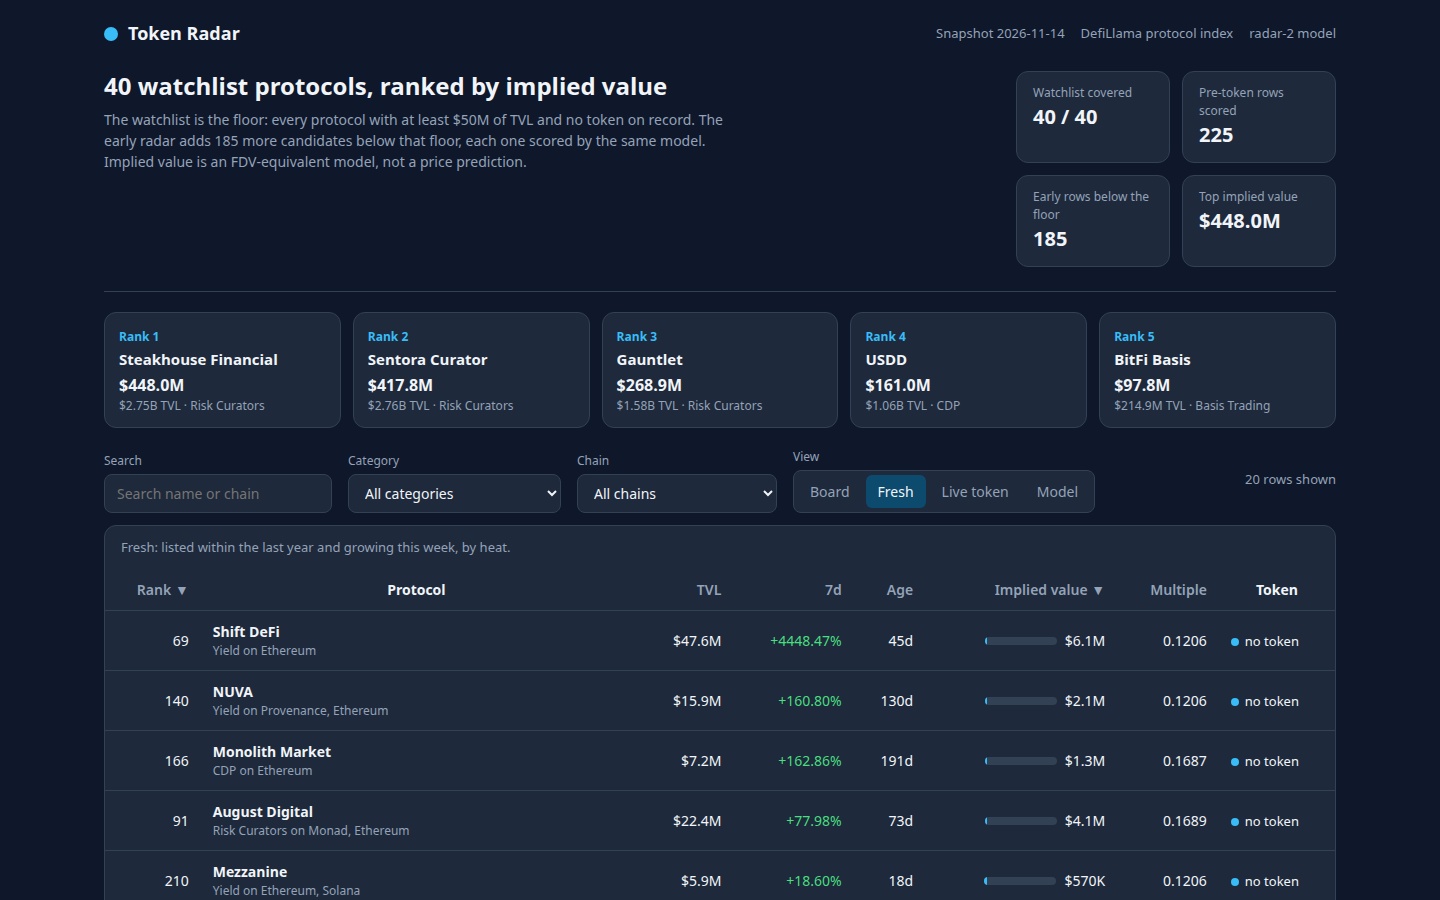 Token Radar
Snapshot 2026-11-14 DefiLlama protocol index radar-2 model
40 watchlist protocols, ranked by implied value
The watchlist is the floor: every protocol with at least $50M of TVL and no token on record. The
early radar adds 185 more candidates below that floor, each one scored by the same model.
Implied value is an FDV-equivalent model, not a price prediction.
Watchlist covered
40 / 40
Pre-token rows
scored
225
Early rows below the
floor
185
Top implied value
$448.0M
Rank 1
Steakhouse Financial
$448.0M
$2.75B TVL · Risk Curators
Rank 2
Sentora Curator
$417.8M
$2.76B TVL · Risk Curators
Rank 3
Gauntlet
$268.9M
$1.58B TVL · Risk Curators
Rank 4
USDD
$161.0M
$1.06B TVL · CDP
Rank 5
BitFi Basis
$97.8M
$214.9M TVL · Basis Trading
Search
Search name or chain
Category
All categories
Chain
All chains
View
Board Fresh Live token Model
20 rows shown
Fresh: listed within the last year and growing this week, by heat.
Rank ▼ Protocol TVL 7d Age Implied value ▼ Multiple Token
69 Shift DeFi $47.6M +4448.47% 45d $6.1M 0.1206 no token
Yield on Ethereum
140 NUVA $15.9M +160.80% 130d $2.1M 0.1206 no token
Yield on Provenance, Ethereum
166 Monolith Market $7.2M +162.86% 191d $1.3M 0.1687 no token
CDP on Ethereum
91 August Digital $22.4M +77.98% 73d $4.1M 0.1689 no token
Risk Curators on Monad, Ethereum
210 Mezzanine $5.9M +18.60% 18d $570K 0.1206 no token
Yield on Ethereum, Solana